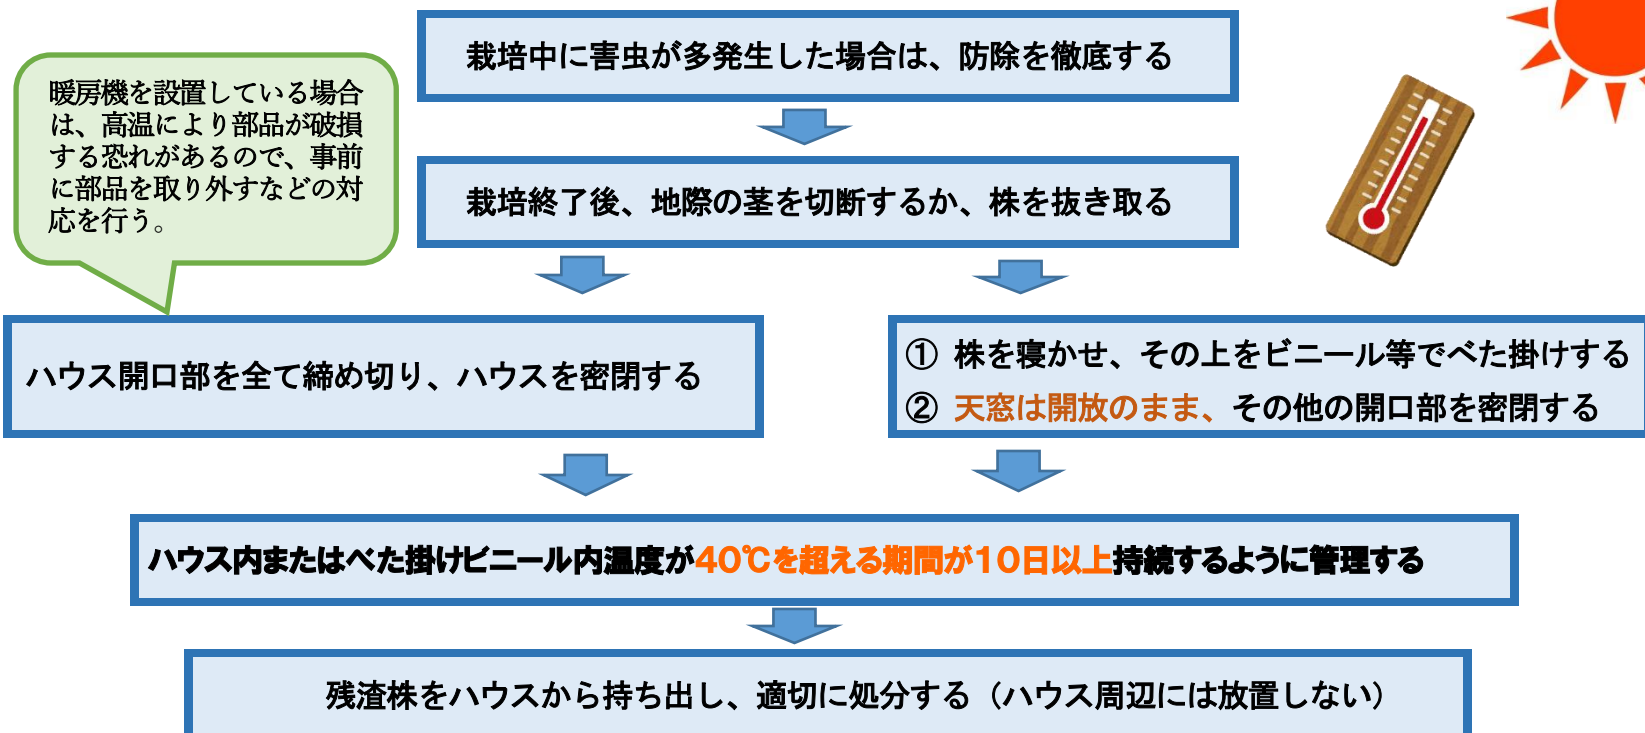 栽培中に害虫が多発生した場合は、防除を徹底する
暖房機を設置している場合
は、高温により部品が破損
する恐れがあるので、事前
に部品を取り外すなどの対
応を行う。
栽培終了後、地際の茎を切断するか、株を抜き取る
ハウス開口部を全て締め切り、ハウスを密閉する
① 株を寝かせ、その上をビニール等でべた掛けする
② 天窓は開放のまま、その他の開口部を密閉する
ハウス内またはべた掛けビニール内温度が40℃を超える期間が10日以上持続するように管理する
残渣株をハウスから持ち出し、適切に処分する（ハウス周辺には放置しない）